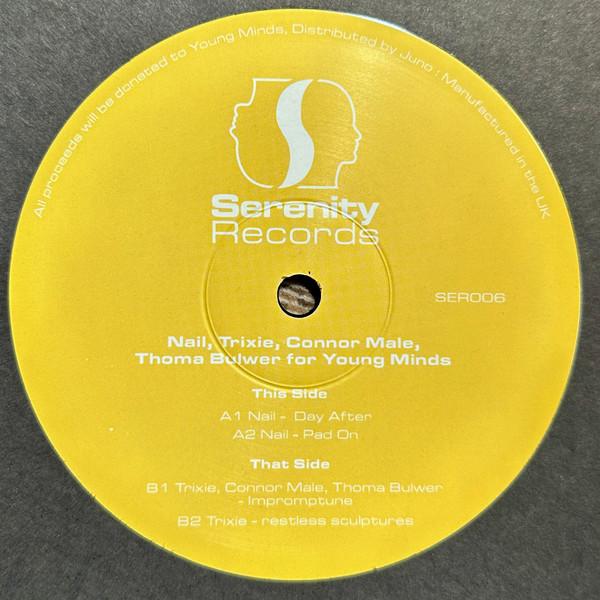 All proceeds will be donated to Young Minds, Distributed by Juno : Manufactured in the UK
Serenity
Records
SER006
Nail, Trixie, Connor Male,
Thoma Bulwer for Young Minds
This Side
A1 Nail - Day After
A2 Nail - Pad On
That Side
B1 Trixie, Connor Male, Thoma Bulwer
- Impromptune
B2 Trixie - restless sculptures